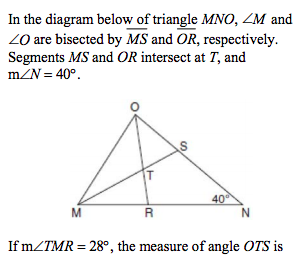 In the diagram below of triangle MNO, ∠M and
∠O are bisected by MS and OR, respectively.
Segments MS and OR intersect at T, and
m∠N = 40°.
O
S
T
40°
M
R
N
If m∠TMR = 28°, the measure of angle OTS is